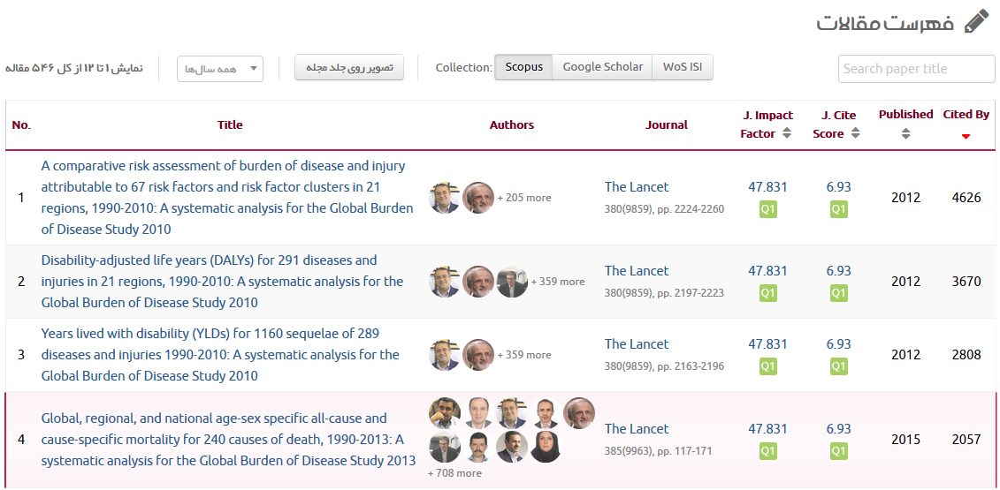 فهرست مقالات
نمایش ۱ تا ۱۲ از کل ۵۴۶ مقاله
همه سال‌ها
تصویر روی جلد مجله
Collection: Scopus Google Scholar WoS ISI
Search paper title
No. Title Authors Journal J. Impact Factor J. Cite Score Published Cited By
1
A comparative risk assessment of burden of disease and injury
attributable to 67 risk factors and risk factor clusters in 21
regions, 1990-2010: A systematic analysis for the Global Burden
of Disease Study 2010
+ 205 more
The Lancet
380(9859), pp. 2224-2260
47.831
Q1
6.93
Q1
2012
4626
2
Disability-adjusted life years (DALYs) for 291 diseases and
injuries in 21 regions, 1990-2010: A systematic analysis for the
Global Burden of Disease Study 2010
+ 359 more
The Lancet
380(9859), pp. 2197-2223
47.831
Q1
6.93
Q1
2012
3670
3
Years lived with disability (YLDs) for 1160 sequelae of 289
diseases and injuries 1990-2010: A systematic analysis for the
Global Burden of Disease Study 2010
+ 359 more
The Lancet
380(9859), pp. 2163-2196
47.831
Q1
6.93
Q1
2012
2808
4
Global, regional, and national age-sex specific all-cause and
cause-specific mortality for 240 causes of death, 1990-2013: A
systematic analysis for the Global Burden of Disease Study 2013
+ 708 more
The Lancet
385(9963), pp. 117-171
47.831
Q1
6.93
Q1
2015
2057